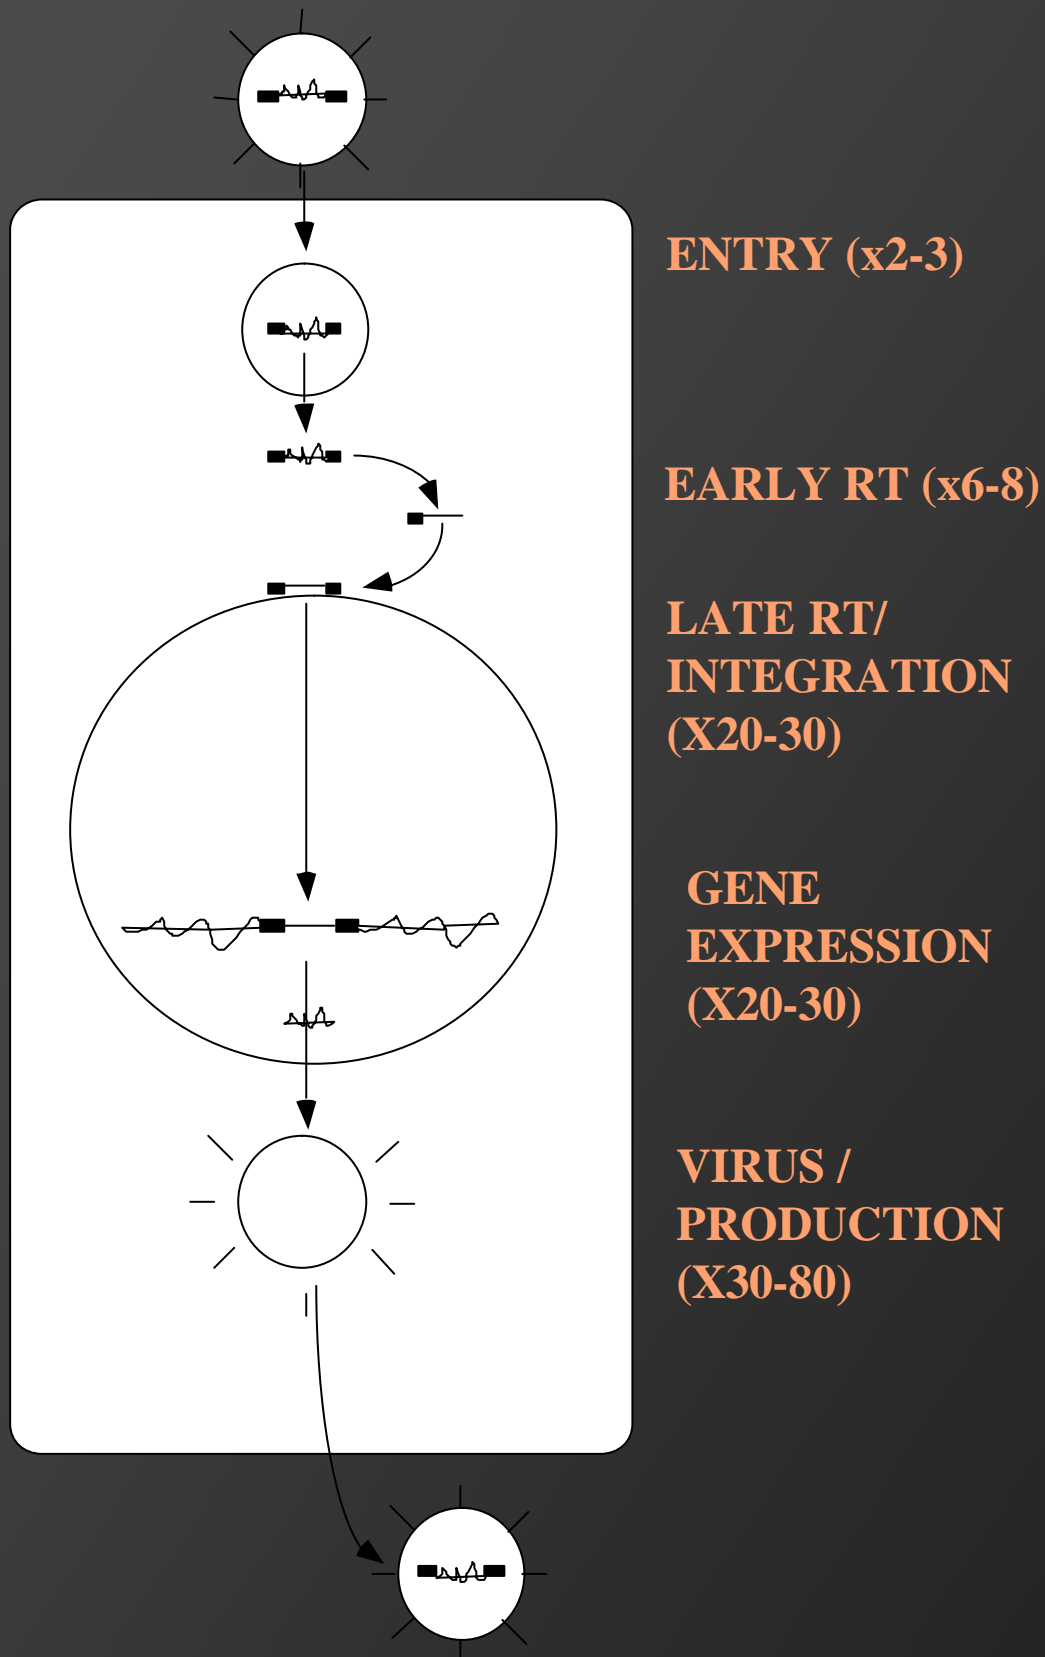 ENTRY (x2-3)
EARLY RT (x6-8)
LATE RT/
INTEGRATION
(X20-30)
GENE
EXPRESSION
(X20-30)
VIRUS /
PRODUCTION
(X30-80)